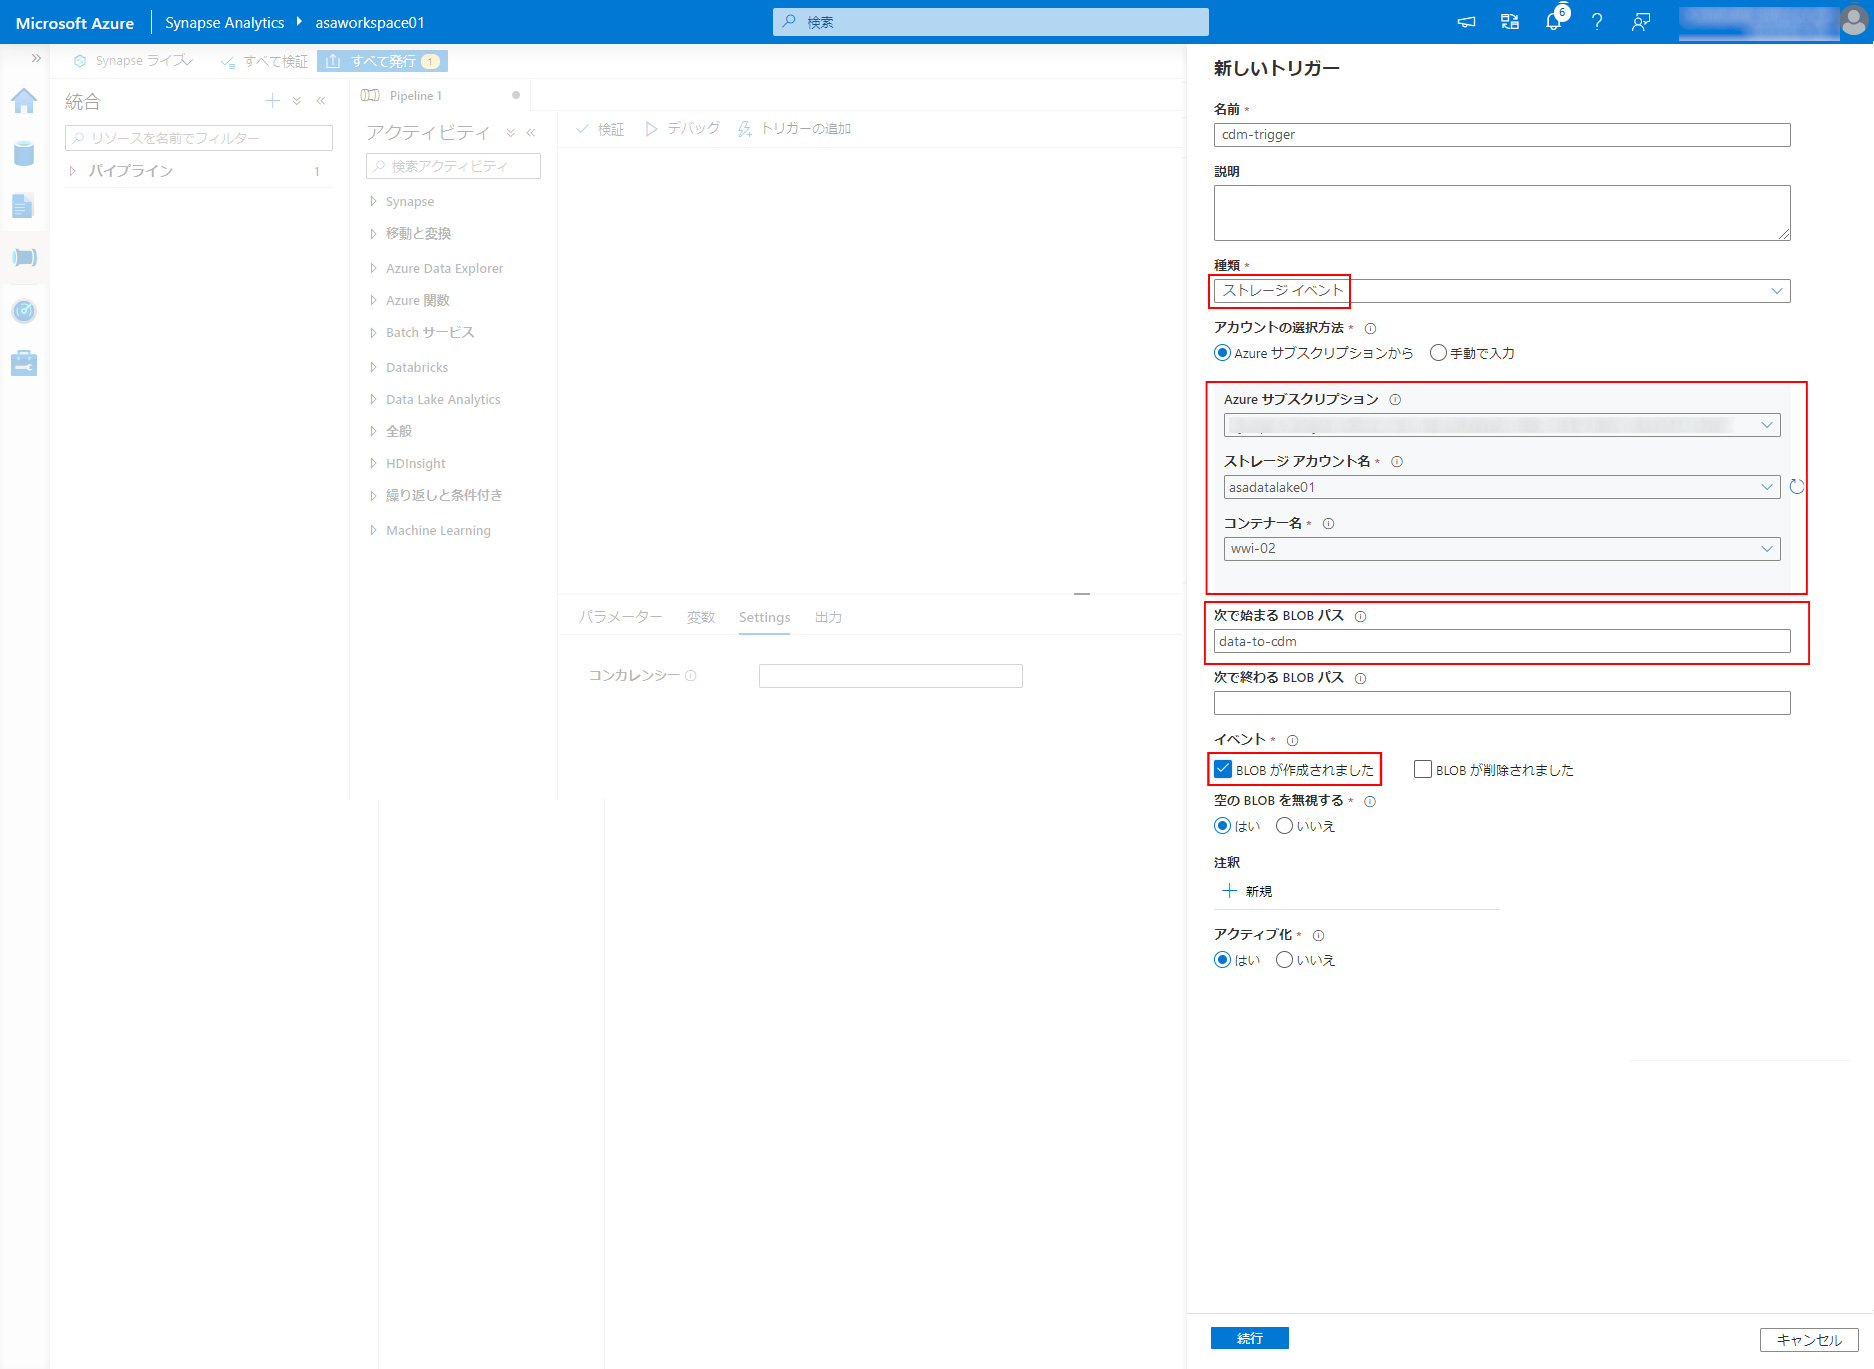 Microsoft Azure
Synapse Analytics
asaworkspace01
検索
6
Synapse ライブ
すべて検証
すべて発行
1
統合
リソースを名前でフィルター
パイプライン
1
Pipeline 1
アクティビティ
検索アクティビティ
Synapse
移動と変換
Azure Data Explorer
Azure 関数
Batch サービス
Databricks
Data Lake Analytics
全般
HDInsight
繰り返しと条件付き
Machine Learning
検証
デバッグ
トリガーの追加
パラメーター
変数
Settings
出力
コンカレンシー
新しいトリガー
名前 *
cdm-trigger
説明
種類 *
ストレージ イベント
アカウントの選択方法 *
Azure サブスクリプションから
手動で入力
Azure サブスクリプション
ストレージ アカウント名 *
asadatalake01
コンテナー名 *
wwi-02
次で始まる BLOB パス
data-to-cdm
次で終わる BLOB パス
イベント *
BLOB が作成されました
BLOB が削除されました
空の BLOB を無視する *
はい
いいえ
注釈
新規
アクティブ化 *
はい
いいえ
続行
キャンセル